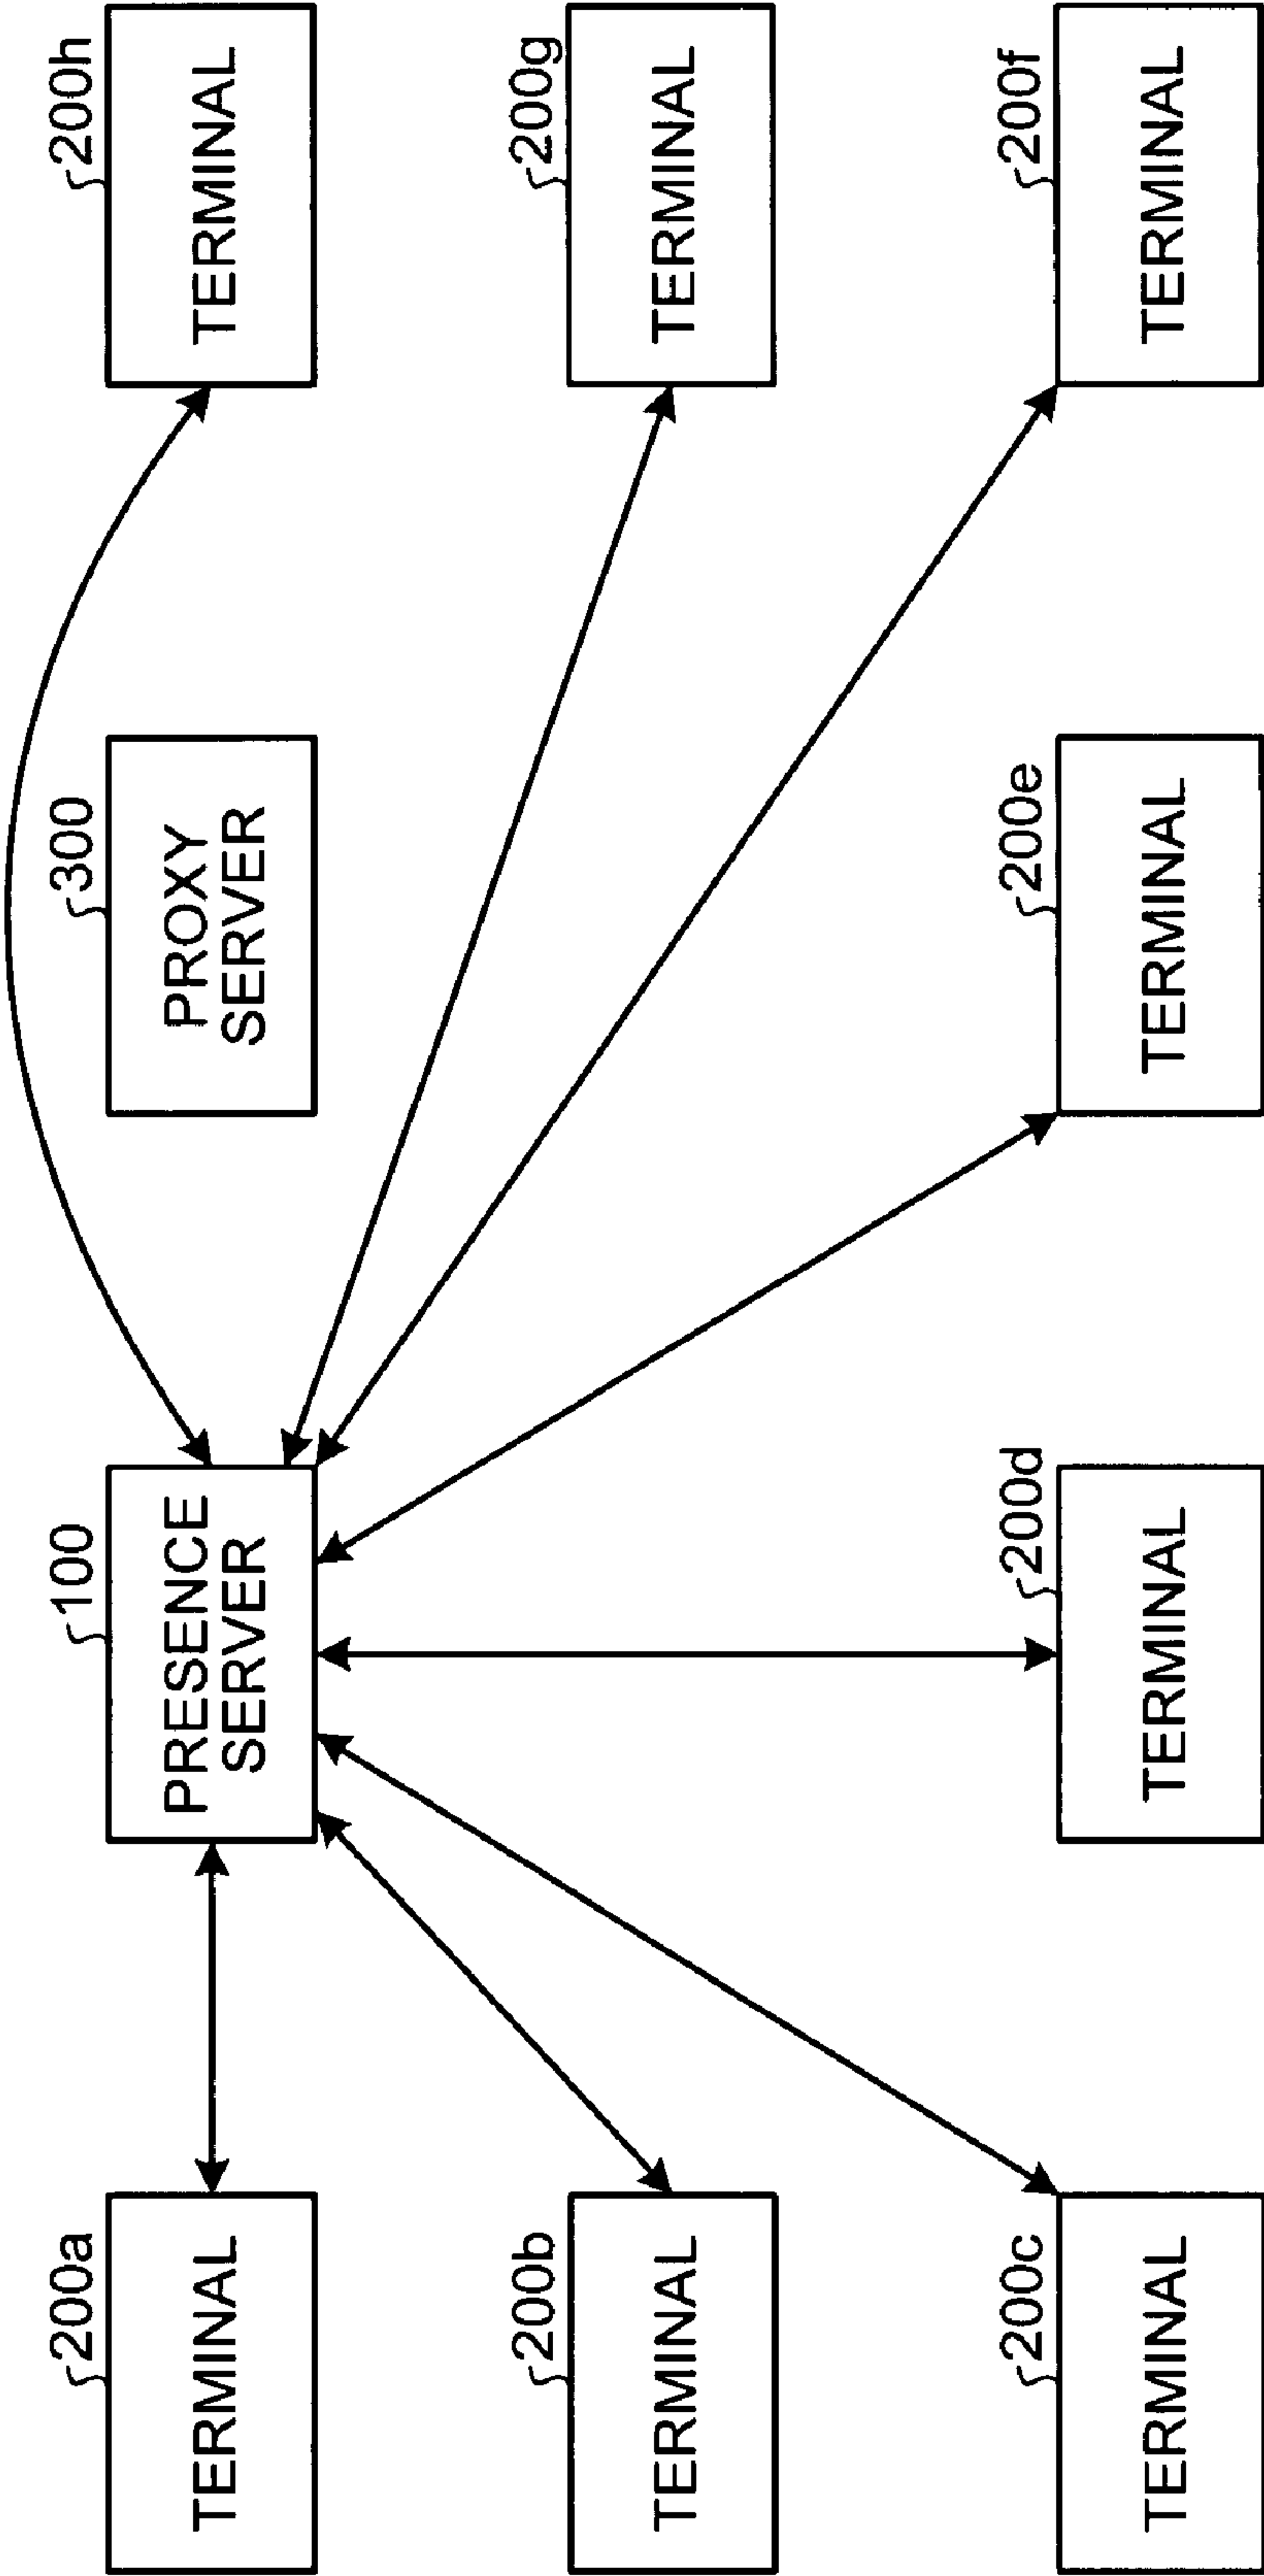 200a
TERMINAL
100
PRESENCE
SERVER
300
PROXY
SERVER
200h
TERMINAL
200b
TERMINAL
200g
TERMINAL
200c
TERMINAL
200d
TERMINAL
200e
TERMINAL
200f
TERMINAL